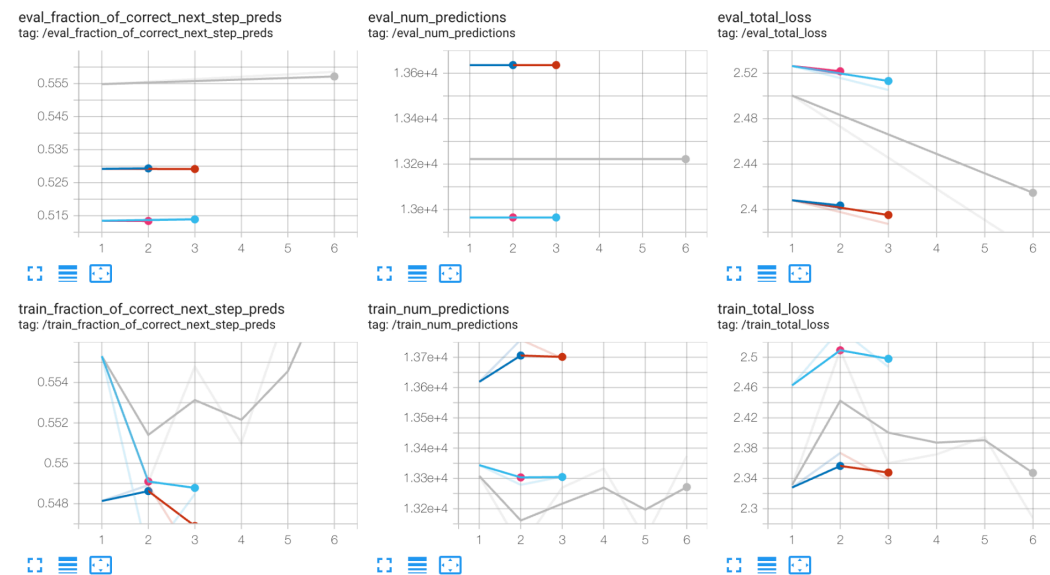 eval_fraction_of_correct_next_step_preds
tag: /eval_fraction_of_correct_next_step_preds
0.555
0.545
0.535
0.525
0.515
1 2 3 4 5 6
eval_num_predictions
tag: /eval_num_predictions
1.36e+4
1.34e+4
1.32e+4
1.3e+4
1 2 3 4 5 6
eval_total_loss
tag: /eval_total_loss
2.52
2.48
2.44
2.4
1 2 3 4 5 6
train_fraction_of_correct_next_step_preds
tag: /train_fraction_of_correct_next_step_preds
0.554
0.552
0.55
0.548
1 2 3 4 5 6
train_num_predictions
tag: /train_num_predictions
1.37e+4
1.36e+4
1.35e+4
1.34e+4
1.33e+4
1.32e+4
1 2 3 4 5 6
train_total_loss
tag: /train_total_loss
2.5
2.46
2.42
2.38
2.34
2.3
1 2 3 4 5 6